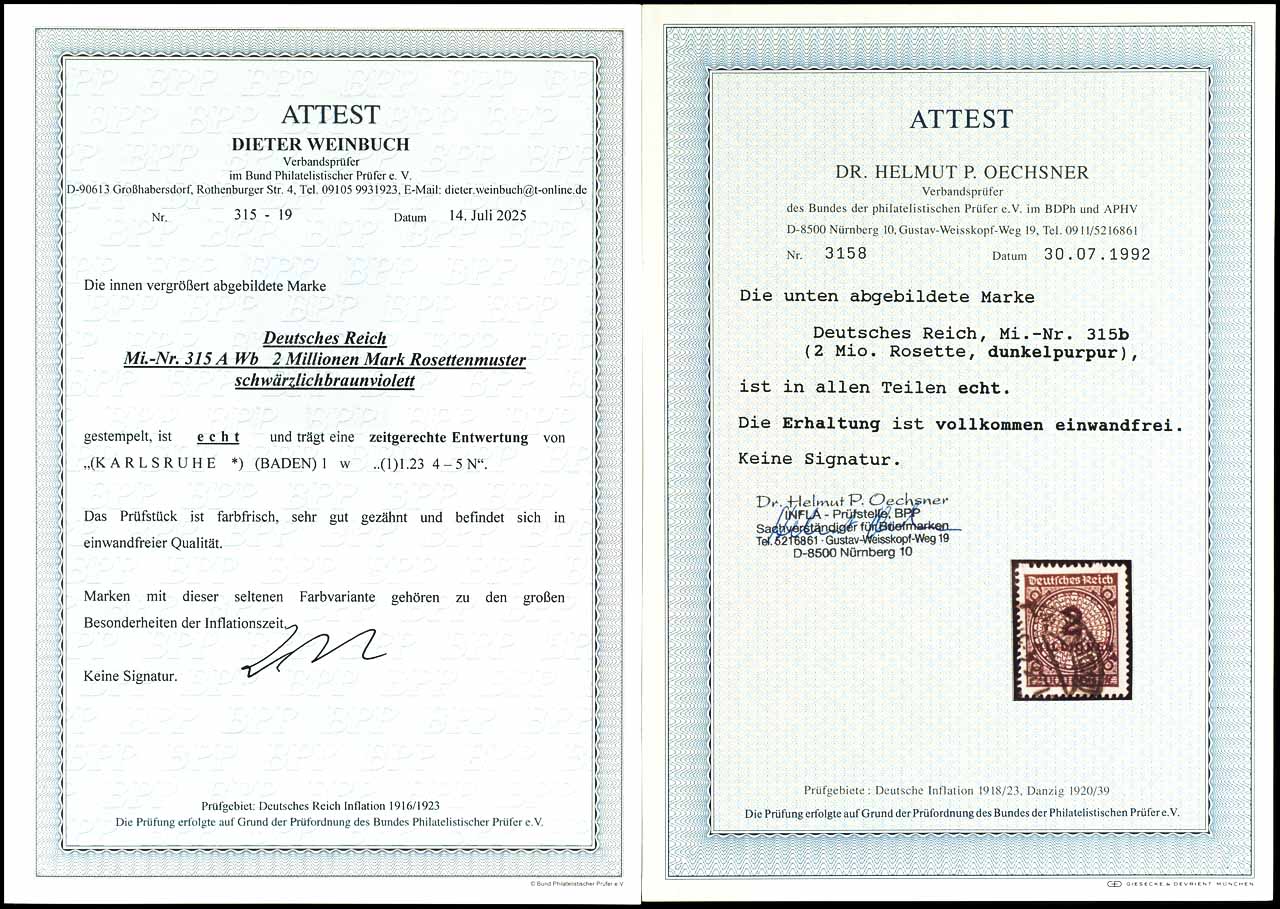 ATTEST
DIETER WEINBUCH
Verbandsprüfer
im Bund Philatelistischer Prüfer e. V.
D-90613 Großhabersdorf, Rothenburger Str. 4, Tel. 09105 9931923, E-Mail: dieter.weinbuch@t-online.de
Nr. 315 - 19 Datum 14. Juli 2025
Die innen vergrößert abgebildete Marke
Deutsches Reich
Mi.-Nr. 315 A Wb 2 Millionen Mark Rosettenmuster
schwärzlichbraunviolett
gestempelt, ist echt und trägt eine zeitgerechte Entwertung von
„(KARLSRUHE *) (BADEN) 1 w ..(1)1.23 4 – 5 N“.
Das Prüfstück ist farbfrisch, sehr gut gezähnt und befindet sich in
einwandfreier Qualität.
Marken mit dieser seltenen Farbvariante gehören zu den großen
Besonderheiten der Inflationszeit.
Keine Signatur.
Prüfgebiet: Deutsches Reich Inflation 1916/1923
Die Prüfung erfolgte auf Grund der Prüfordnung des Bundes Philatelistischer Prüfer e.V.
© Bund Philatelistischer Prüfer e.V
ATTEST
DR. HELMUT P. OECHSNER
Verbandsprüfer
des Bundes der philatelistischen Prüfer e.V. im BDPh und APHV
D-8500 Nürnberg 10, Gustav-Weisskopf-Weg 19, Tel. 0911/5216861
Nr. 3158 Datum 30.07.1992
Die unten abgebildete Marke
Deutsches Reich, Mi.-Nr. 315b
(2 Mio. Rosette, dunkelpurpur),
ist in allen Teilen echt.
Die Erhaltung ist vollkommen einwandfrei.
Keine Signatur.
Dr. Helmut P. Oechsner
INFLA - Prüfstelle, BPP
Sachverständiger für Briefmarken
Tel. 5216861 · Gustav-Weisskopf-Weg 19
D-8500 Nürnberg 10
Deutsches Reich
2
Prüfgebiete: Deutsche Inflation 1918/23, Danzig 1920/39
Die Prüfung erfolgte auf Grund der Prüfordnung des Bundes der Philatelistischen Prüfer e.V.
GIESECKE & DEVRIENT MÜNCHEN